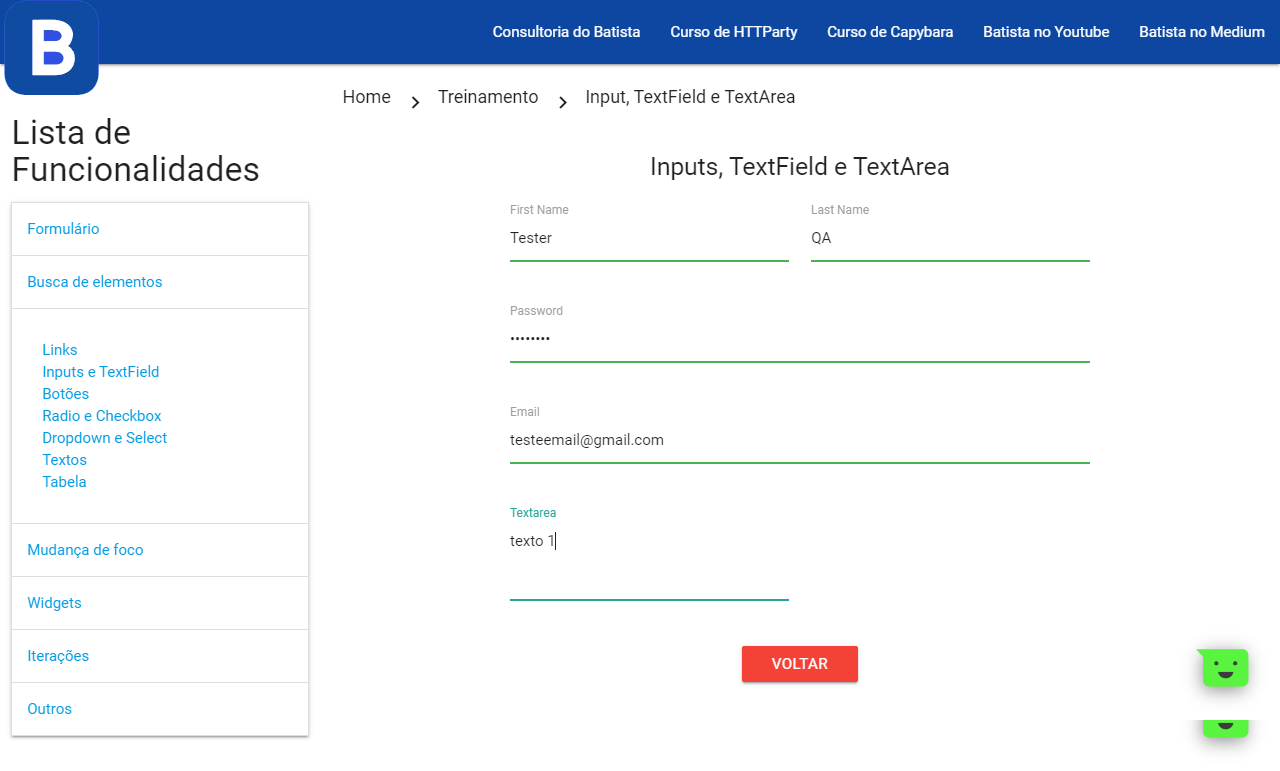 B
Consultoria do Batista
Curso de HTTParty
Curso de Capybara
Batista no Youtube
Batista no Medium
Home
Treinamento
Input, TextField e TextArea
Lista de
Funcionalidades
Formulário
Busca de elementos
Links
Inputs e TextField
Botões
Radio e Checkbox
Dropdown e Select
Textos
Tabela
Mudança de foco
Widgets
Iterações
Outros
Inputs, TextField e TextArea
First Name
Tester
Last Name
QA
Password
••••••••
Email
testeemail@gmail.com
Textarea
texto 1
VOLTAR